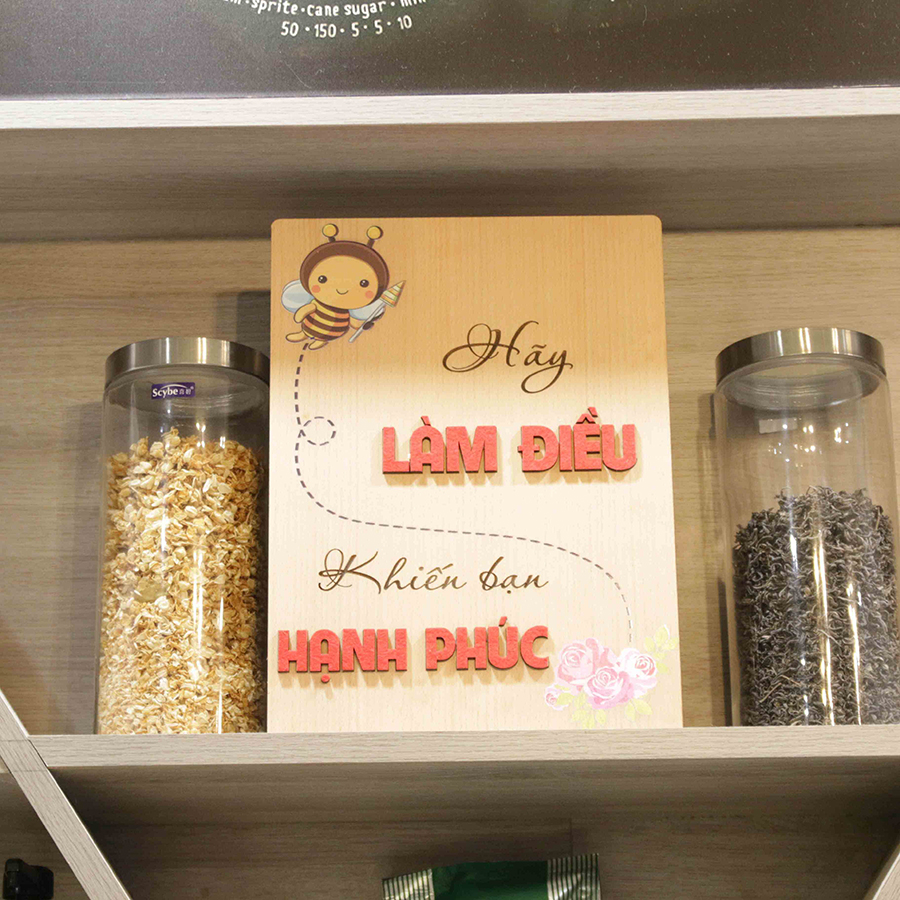 sprite · cane sugar ·
50 · 150 · 5 · 5 · 10
Hãy
LÀM ĐIỀU
Khiến bạn
HẠNH PHÚC
Scybe